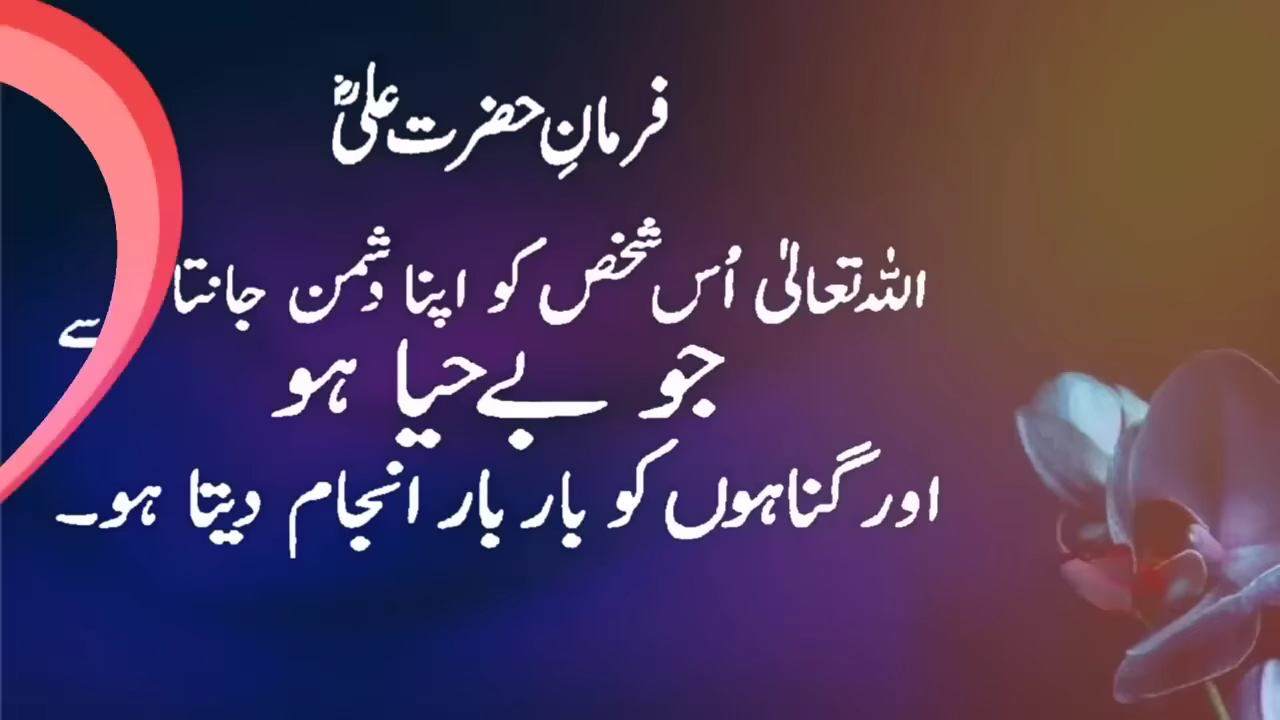 فرمانِ حضرت علیؓ
اللہ تعالیٰ اُس شخص کو اپنا دشمن جانتا
جو بے حیا ہو
اور گناہوں کو بار بار انجام دیتا ہو۔